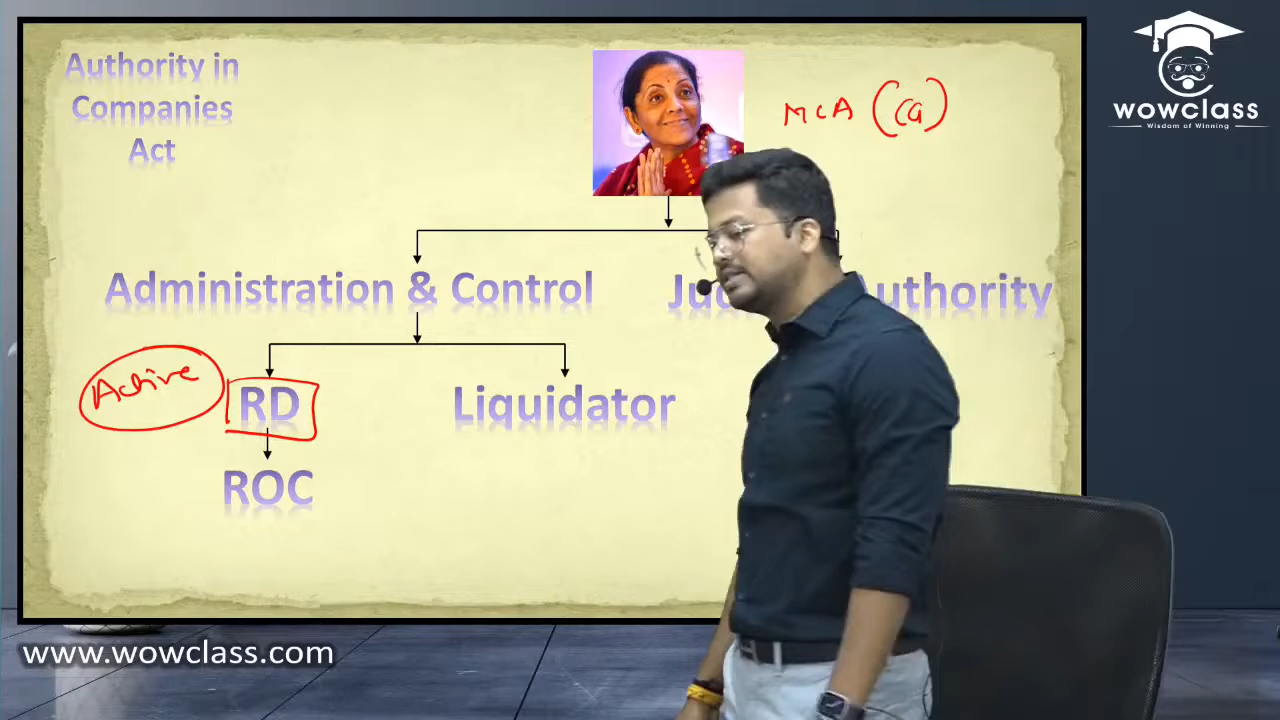 Authority in
Companies
Act
MCA (CG)
wowclass
Wisdom of Winning
Administration & Control
Authority
Active
RD
Liquidator
ROC
www.wowclass.com